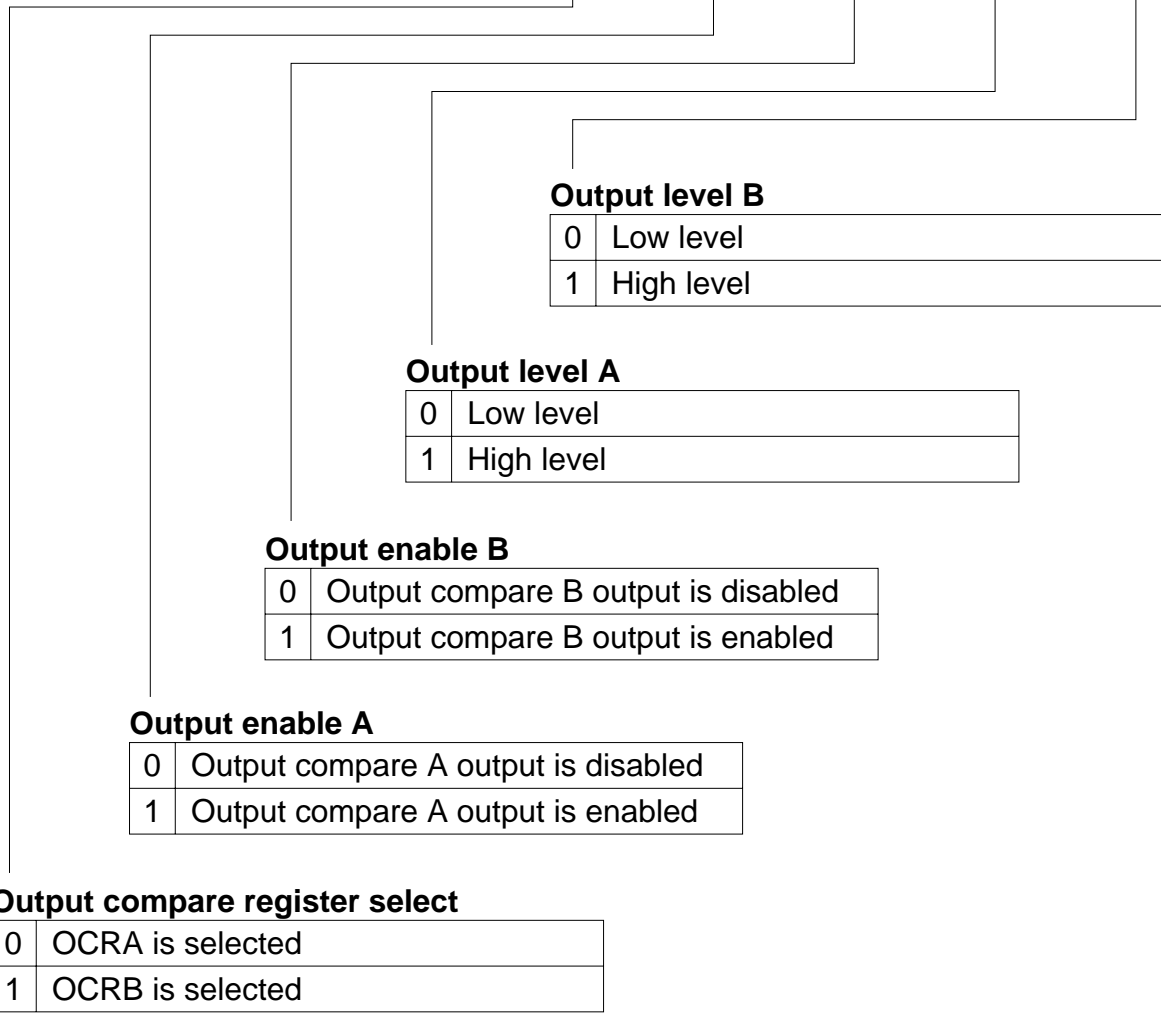 Output level B
0 Low level
1 High level
Output level A
0 Low level
1 High level
Output enable B
0 Output compare B output is disabled
1 Output compare B output is enabled
Output enable A
0 Output compare A output is disabled
1 Output compare A output is enabled
Output compare register select
0 OCRA is selected
1 OCRB is selected